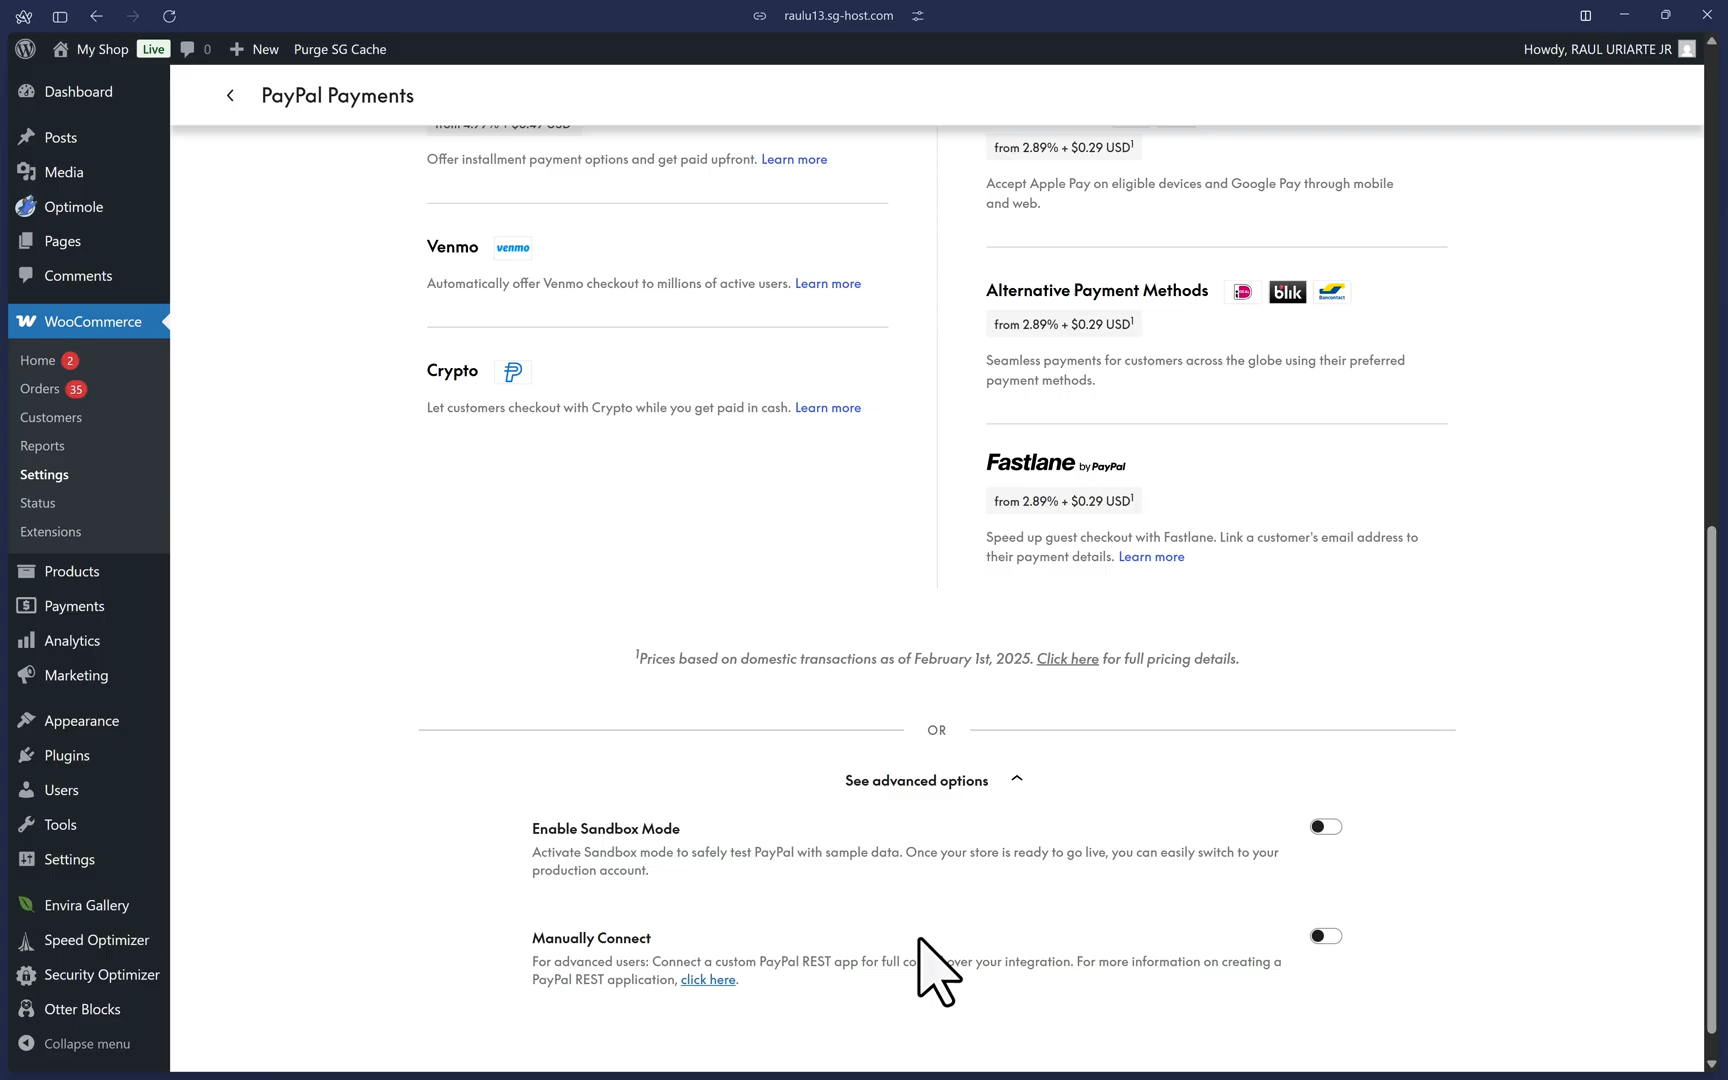 raulu13.sg-host.com
My Shop Live 0 New Purge SG Cache
Howdy, RAUL URIARTE JR
Dashboard
Posts
Media
Optimole
Pages
Comments
WooCommerce
Home 2
Orders 35
Customers
Reports
Settings
Status
Extensions
Products
Payments
Analytics
Marketing
Appearance
Plugins
Users
Tools
Settings
Envira Gallery
Speed Optimizer
Security Optimizer
Otter Blocks
Collapse menu
PayPal Payments
Offer installment payment options and get paid upfront. Learn more
Venmo venmo
Automatically offer Venmo checkout to millions of active users. Learn more
Crypto
Let customers checkout with Crypto while you get paid in cash. Learn more
from 2.89% + $0.29 USD1
Accept Apple Pay on eligible devices and Google Pay through mobile
and web.
Alternative Payment Methods blik Bancontact
from 2.89% + $0.29 USD1
Seamless payments for customers across the globe using their preferred
payment methods.
Fastlane by PayPal
from 2.89% + $0.29 USD1
Speed up guest checkout with Fastlane. Link a customer's email address to
their payment details. Learn more
1Prices based on domestic transactions as of February 1st, 2025. Click here for full pricing details.
OR
See advanced options
Enable Sandbox Mode
Activate Sandbox mode to safely test PayPal with sample data. Once your store is ready to go live, you can easily switch to your
production account.
Manually Connect
For advanced users: Connect a custom PayPal REST app for full co over your integration. For more information on creating a
PayPal REST application, click here.